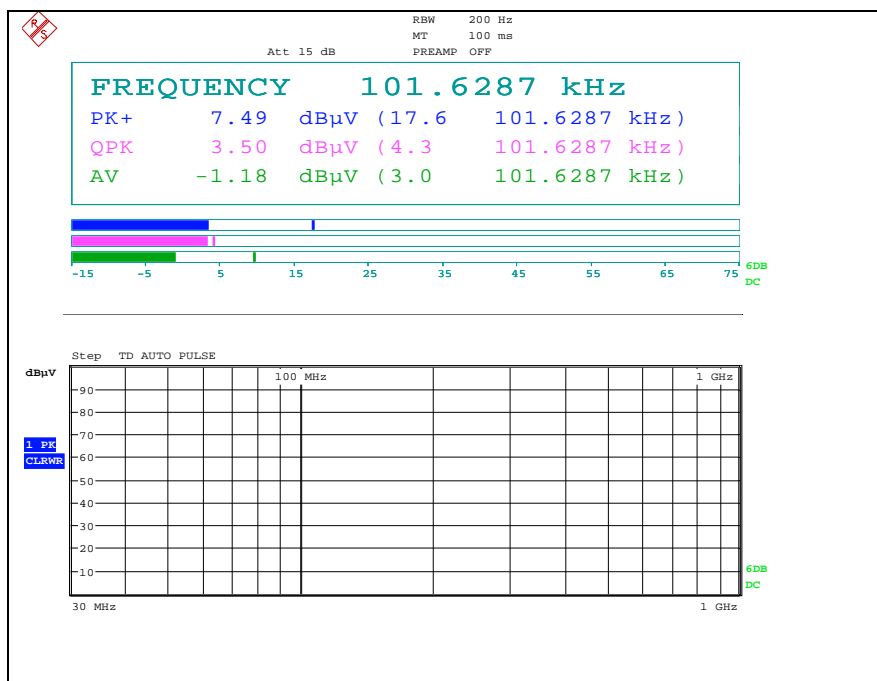 R
S
RBW 200 Hz
MT 100 ms
Att 15 dB PREAMP OFF
FREQUENCY 101.6287 kHz
PK+ 7.49 dBµV (17.6 101.6287 kHz)
QPK 3.50 dBµV (4.3 101.6287 kHz)
AV -1.18 dBµV (3.0 101.6287 kHz)
-15 -5 5 15 25 35 45 55 65 75
6DB
DC
Step TD AUTO PULSE
dBµV
100 MHz 1 GHz
90
80
70
1 PK
CLRWR
60
50
40
30
20
10
6DB
DC
30 MHz 1 GHz